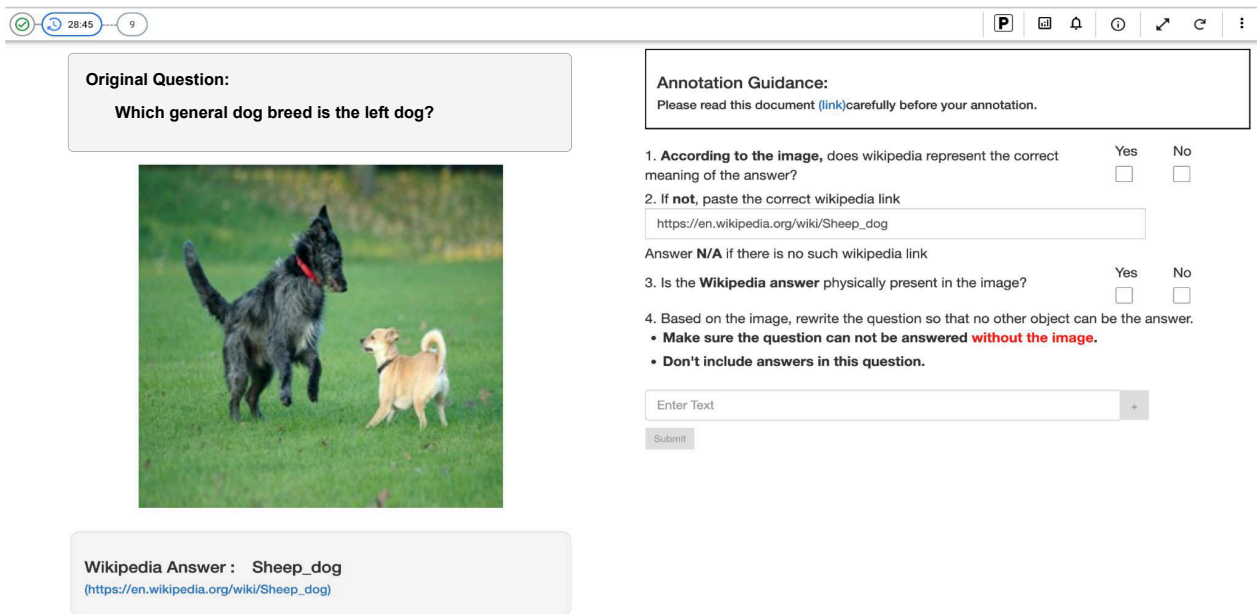 28:45
9
P
Original Question:
Which general dog breed is the left dog?
Wikipedia Answer :   Sheep_dog
(https://en.wikipedia.org/wiki/Sheep_dog)
Annotation Guidance:
Please read this document (link)carefully before your annotation.
1. According to the image, does wikipedia represent the correct
meaning of the answer?
Yes No
2. If not, paste the correct wikipedia link
https://en.wikipedia.org/wiki/Sheep_dog
Answer N/A if there is no such wikipedia link
3. Is the Wikipedia answer physically present in the image?
Yes No
4. Based on the image, rewrite the question so that no other object can be the answer.
• Make sure the question can not be answered without the image.
• Don't include answers in this question.
Enter Text
+
Submit